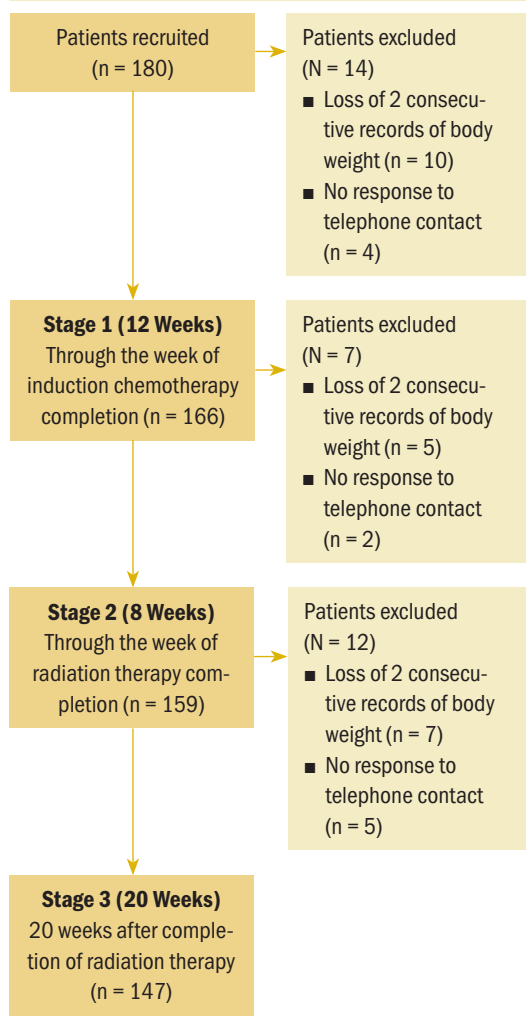 Patients recruited
(n = 180)
Patients excluded
(N = 14)
■ Loss of 2 consecu-
tive records of body
weight (n = 10)
■ No response to
telephone contact
(n = 4)
Stage 1 (12 Weeks)
Through the week of
induction chemotherapy
completion (n = 166)
Patients excluded
(N = 7)
■ Loss of 2 consecu-
tive records of body
weight (n = 5)
■ No response to
telephone contact
(n = 2)
Stage 2 (8 Weeks)
Through the week of
radiation therapy com-
pletion (n = 159)
Patients excluded
(N = 12)
■ Loss of 2 consecu-
tive records of body
weight (n = 7)
■ No response to
telephone contact
(n = 5)
Stage 3 (20 Weeks)
20 weeks after comple-
tion of radiation therapy
(n = 147)